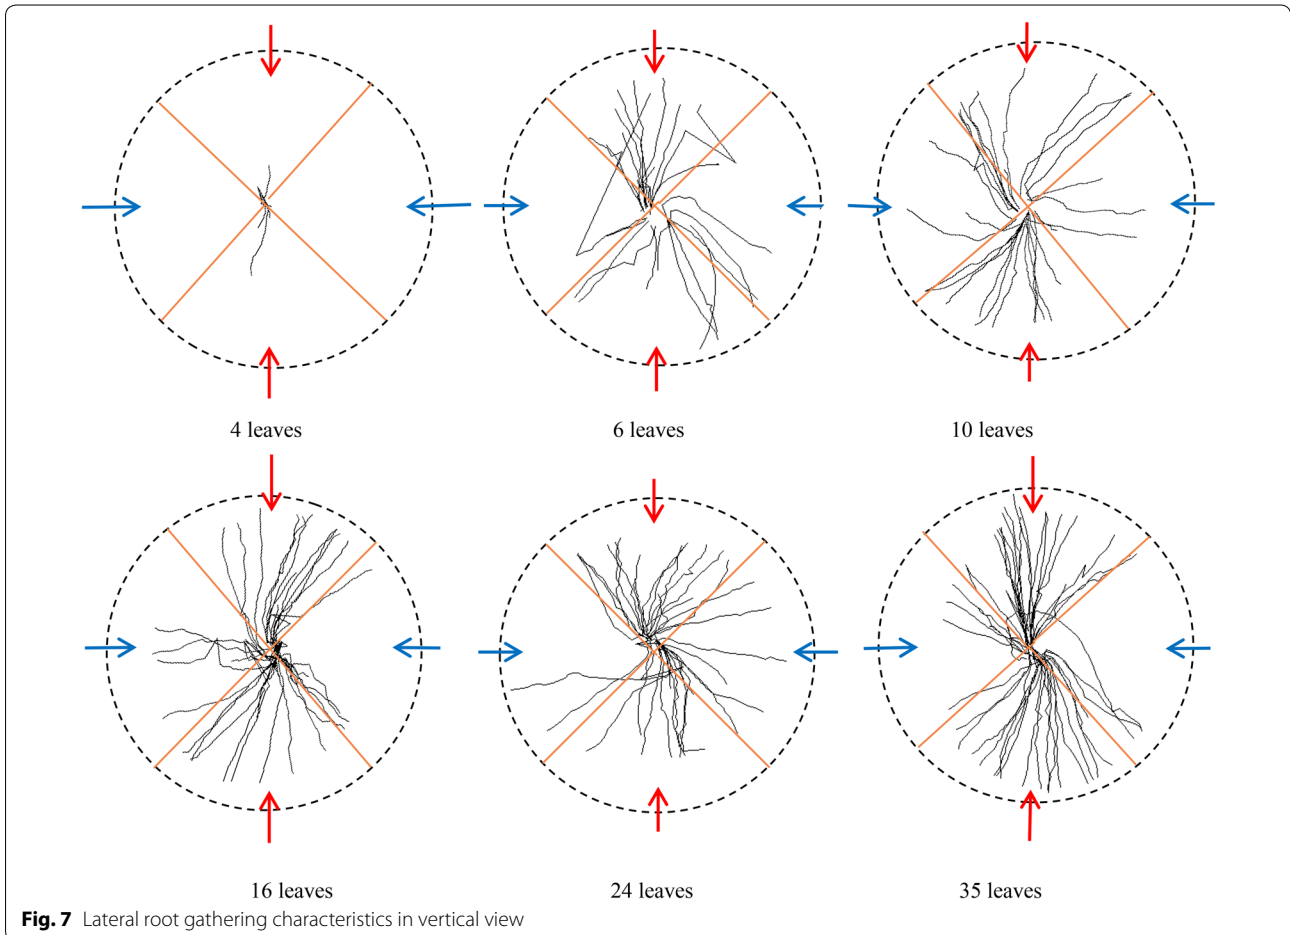 4 leaves
6 leaves
10 leaves
16 leaves
24 leaves
35 leaves
Fig. 7 Lateral root gathering characteristics in vertical view